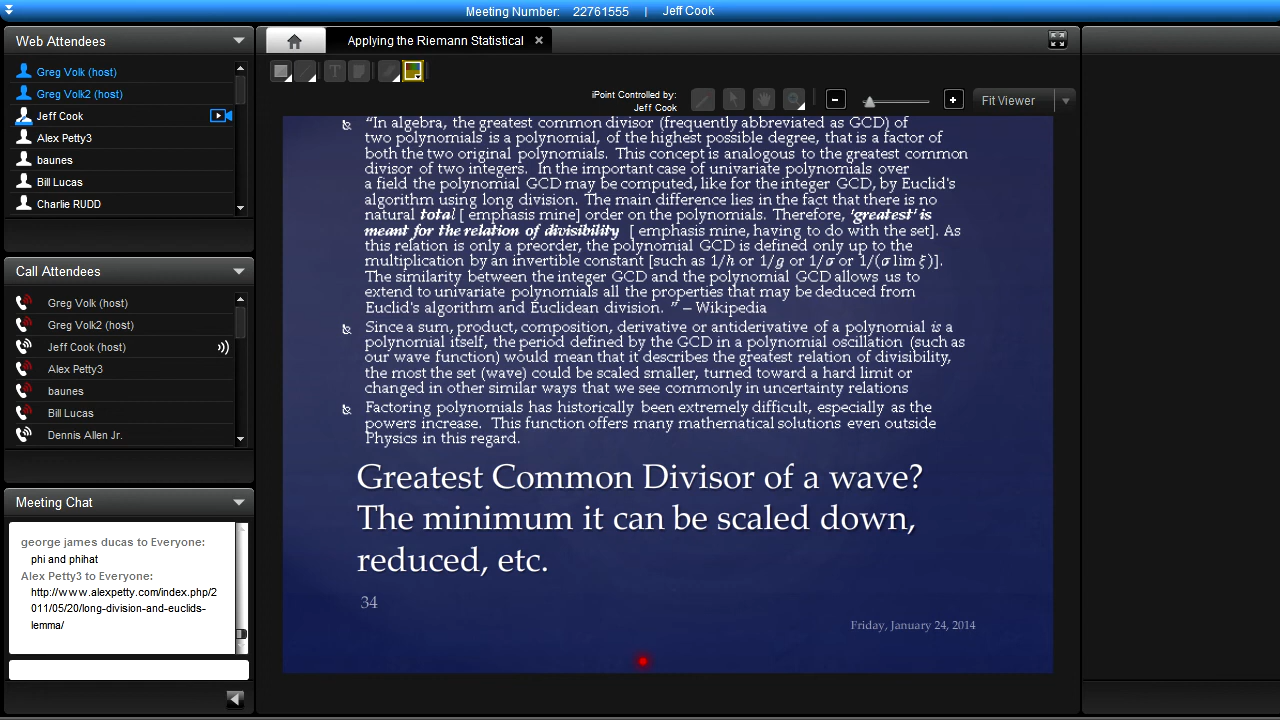 Meeting Number: 22761555 | Jeff Cook
Web Attendees
Greg Volk (host)
Greg Volk2 (host)
Jeff Cook
Alex Petty3
baunes
Bill Lucas
Charlie RUDD
Call Attendees
Greg Volk (host)
Greg Volk2 (host)
Jeff Cook (host)
Alex Petty3
baunes
Bill Lucas
Dennis Allen Jr.
Meeting Chat
george james ducas to Everyone:
phi and phihat
Alex Petty3 to Everyone:
http://www.alexpetty.com/index.php/2
011/05/20/long-division-and-euclids-
lemma/
Applying the Riemann Statistical
T
iPoint Controlled by:
Jeff Cook
Fit Viewer
“In algebra, the greatest common divisor (frequently abbreviated as GCD) of
two polynomials is a polynomial, of the highest possible degree, that is a factor of
both the two original polynomials. This concept is analogous to the greatest common
divisor of two integers. In the important case of univariate polynomials over
a field the polynomial GCD may be computed, like for the integer GCD, by Euclid's
algorithm using long division. The main difference lies in the fact that there is no
natural total [ emphasis mine] order on the polynomials. Therefore, ‘greatest’ is
meant for the relation of divisibility [ emphasis mine, having to do with the set]. As
this relation is only a preorder, the polynomial GCD is defined only up to the
multiplication by an invertible constant [such as 1/h or 1/g or 1/σ or 1/(σ lim ξ)].
The similarity between the integer GCD and the polynomial GCD allows us to
extend to univariate polynomials all the properties that may be deduced from
Euclid's algorithm and Euclidean division. ” – Wikipedia
Since a sum, product, composition, derivative or antiderivative of a polynomial is a
polynomial itself, the period defined by the GCD in a polynomial oscillation (such as
our wave function) would mean that it describes the greatest relation of divisibility,
the most the set (wave) could be scaled smaller, turned toward a hard limit or
changed in other similar ways that we see commonly in uncertainty relations
Factoring polynomials has historically been extremely difficult, especially as the
powers increase. This function offers many mathematical solutions even outside
Physics in this regard.
Greatest Common Divisor of a wave?
The minimum it can be scaled down,
reduced, etc.
34
Friday, January 24, 2014